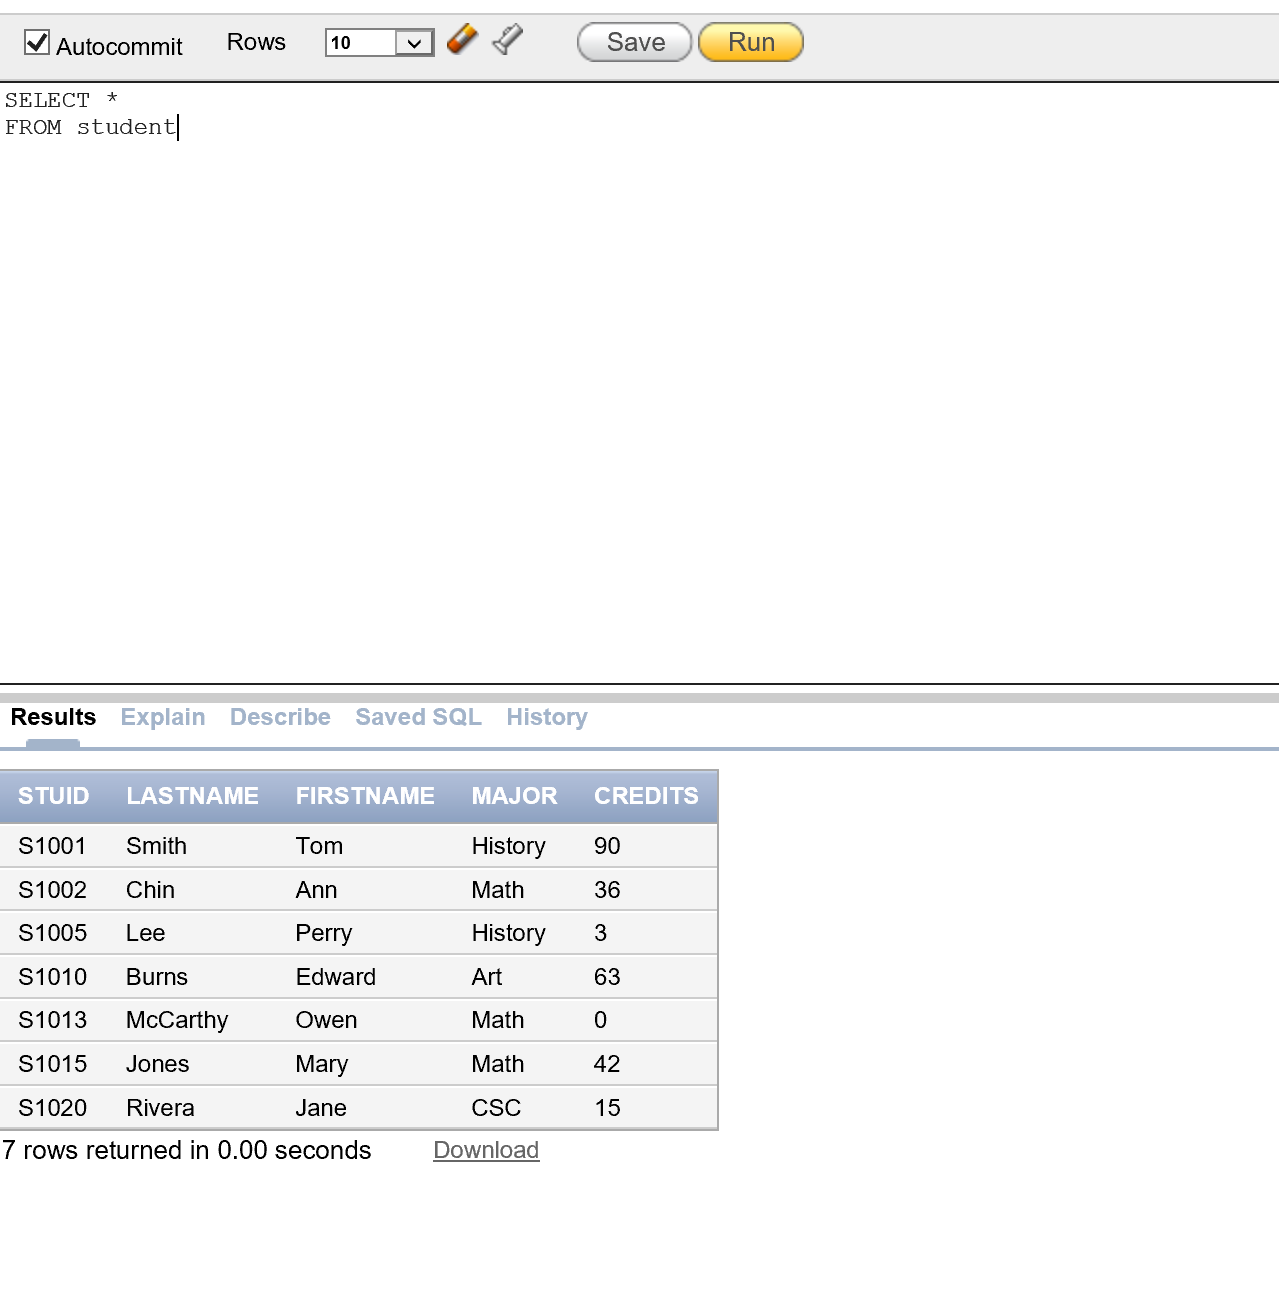 Autocommit Rows 10 Save Run
SELECT *
FROM student
Results Explain Describe Saved SQL History
STUID LASTNAME FIRSTNAME MAJOR CREDITS
S1001 Smith Tom History 90
S1002 Chin Ann Math 36
S1005 Lee Perry History 3
S1010 Burns Edward Art 63
S1013 McCarthy Owen Math 0
S1015 Jones Mary Math 42
S1020 Rivera Jane CSC 15
7 rows returned in 0.00 seconds Download